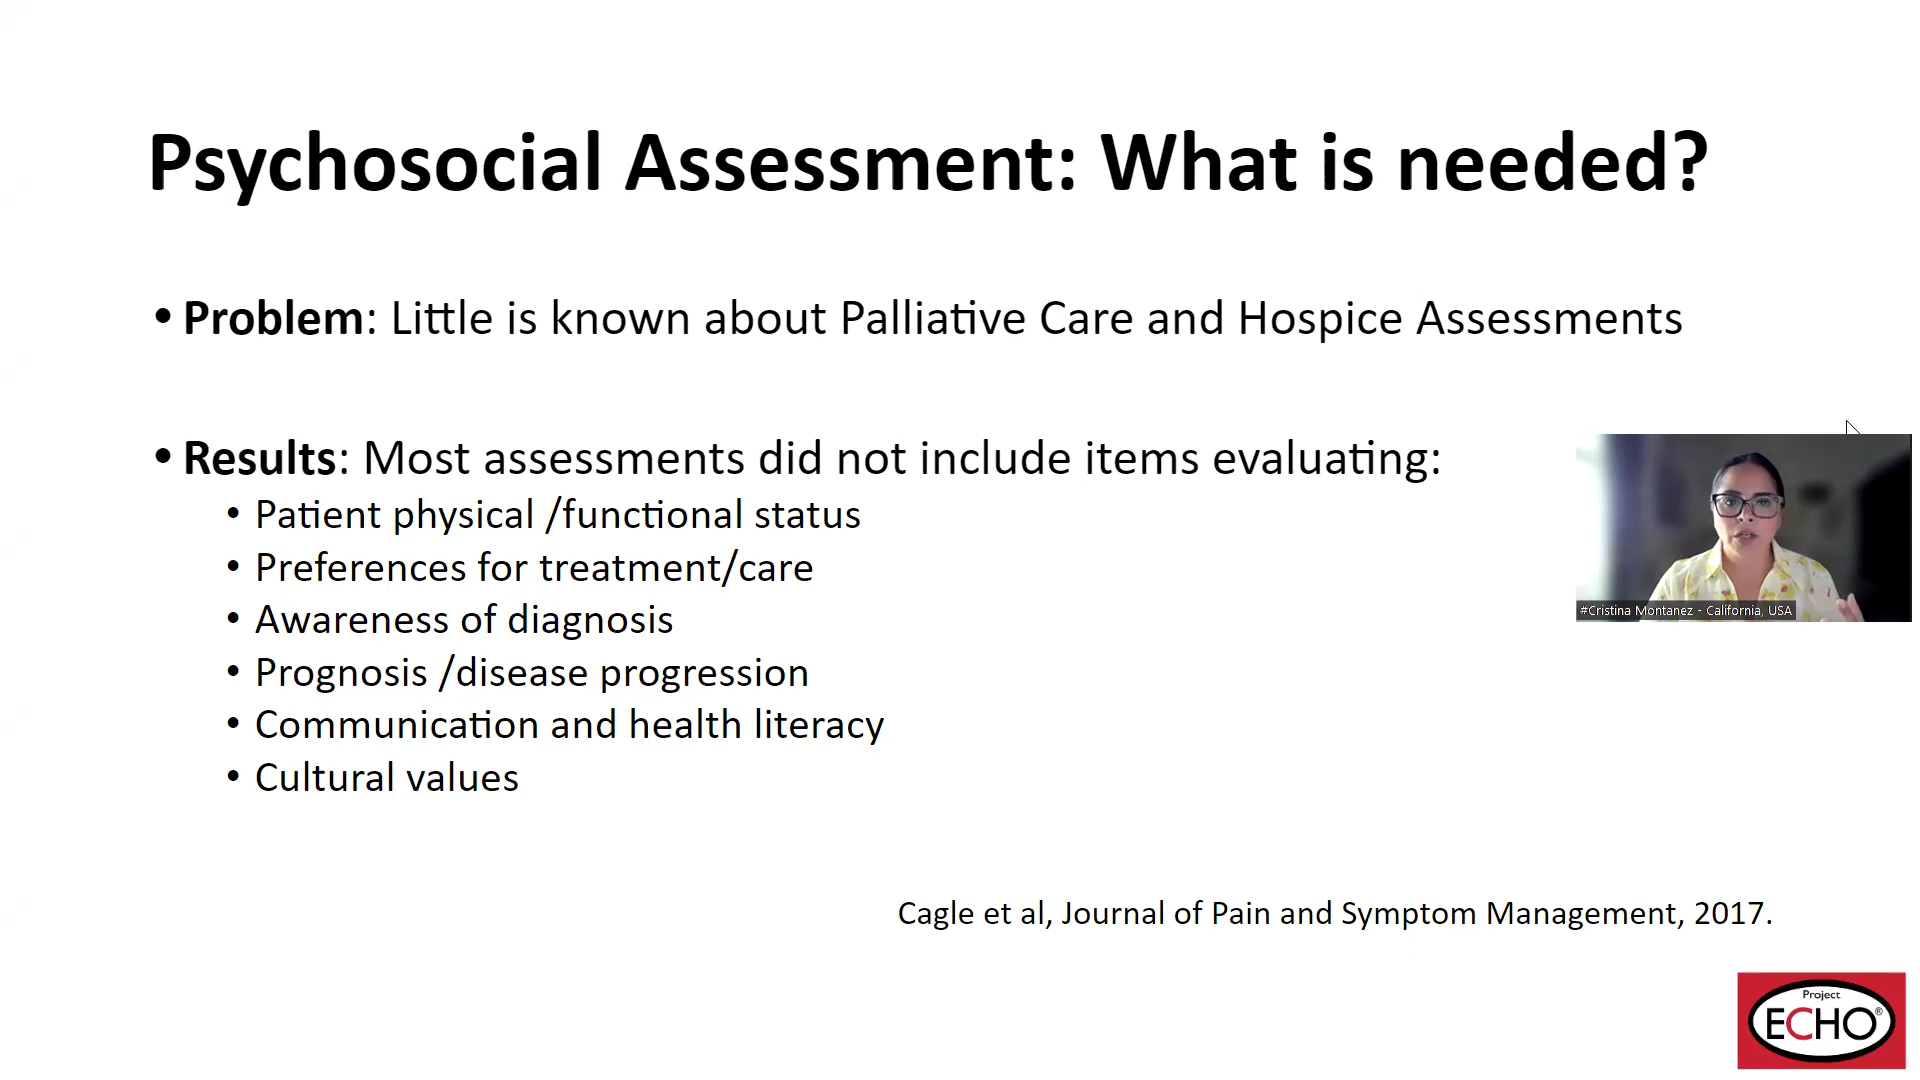 Psychosocial Assessment: What is needed?
• Problem: Little is known about Palliative Care and Hospice Assessments
• Results: Most assessments did not include items evaluating:
• Patient physical /functional status
• Preferences for treatment/care
• Awareness of diagnosis
• Prognosis /disease progression
• Communication and health literacy
• Cultural values
#Cristina Montanez - California, USA
Cagle et al, Journal of Pain and Symptom Management, 2017.
Project
ECHO®